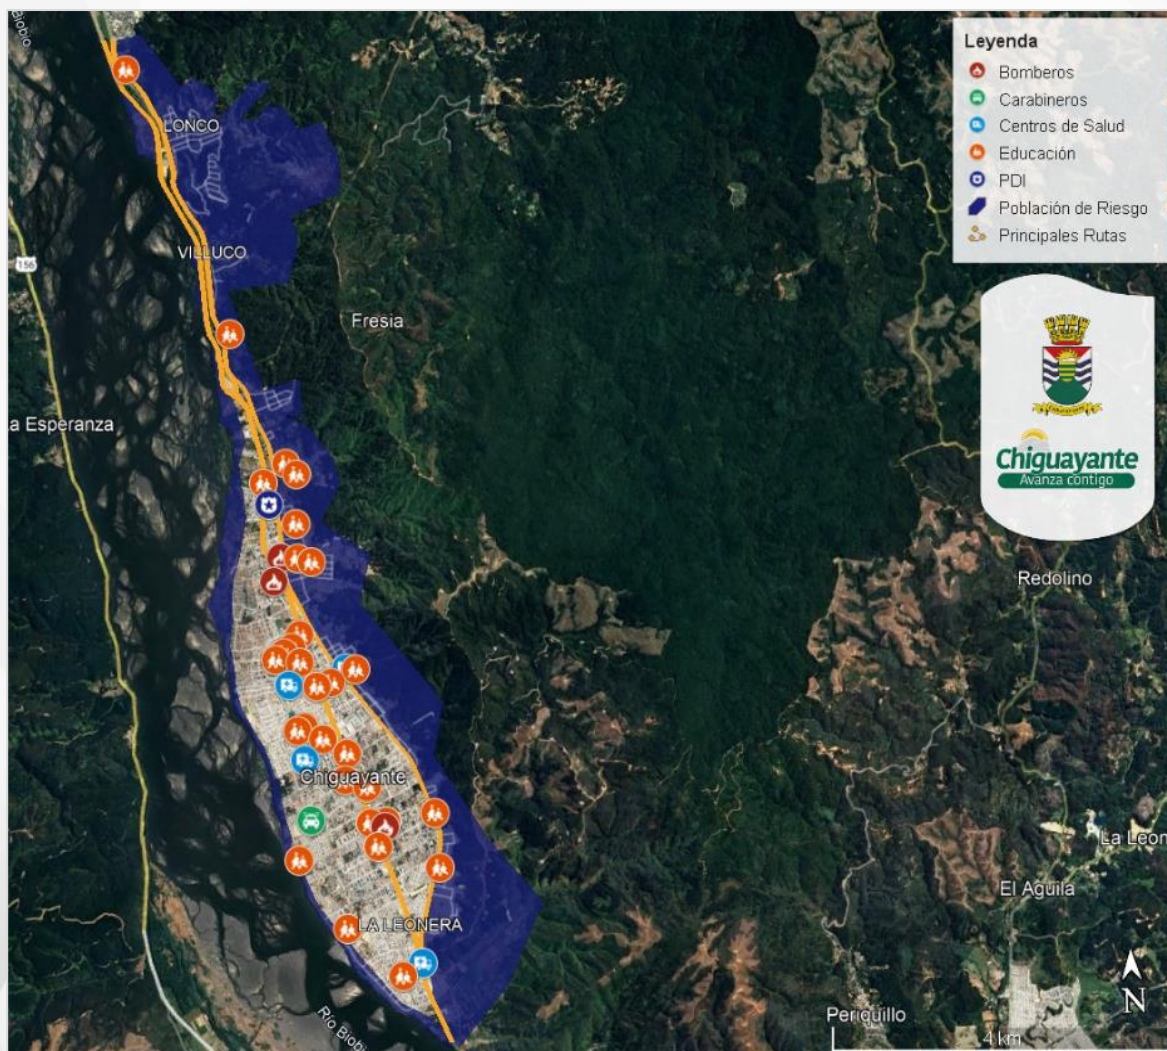 Biobio
Leyenda
Bomberos
Carabineros
Centros de Salud
Educación
PDI
Población de Riesgo
Principales Rutas
LONCO
VILLUCO
156
Fresia
a Esperanza
Chiguayante
Avanza contigo
Redolino
Chiguayante
La Leon
El Aguila
LA LEONERA
Periquillo
N
Rio Biobi
4 km